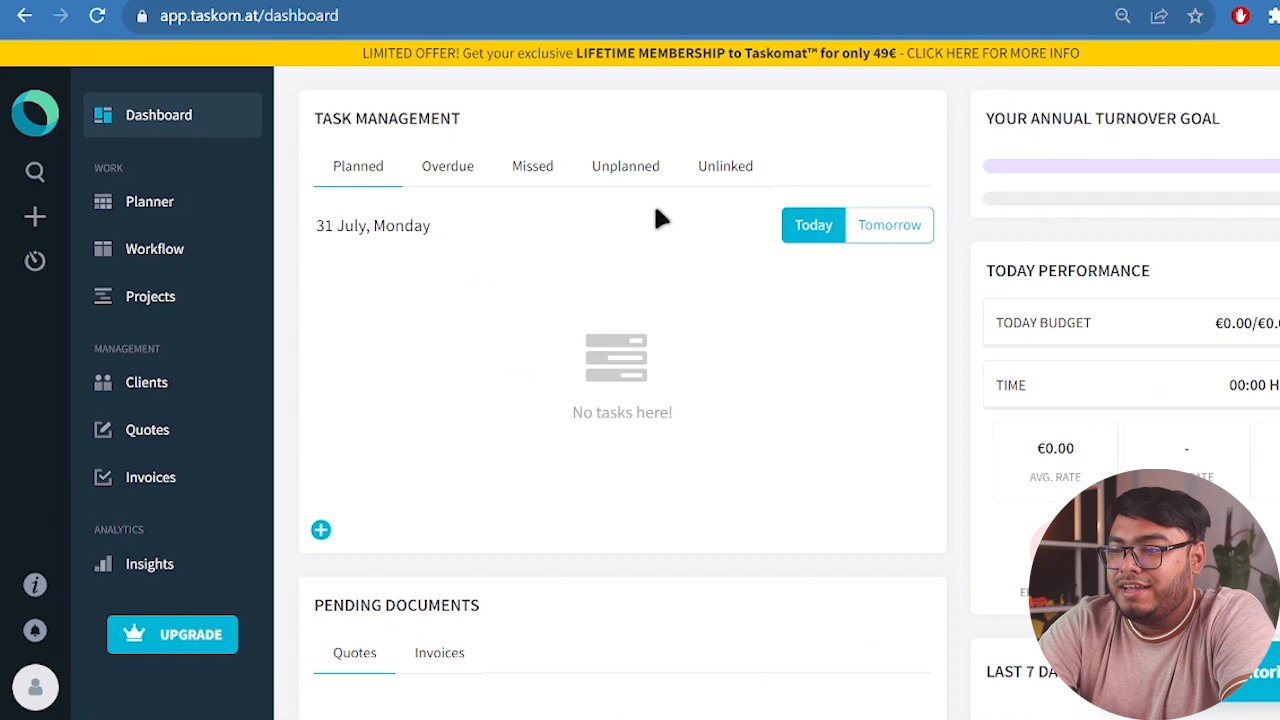 app.taskom.at/dashboard
LIMITED OFFER! Get your exclusive LIFETIME MEMBERSHIP to Taskomat™ for only 49€ - CLICK HERE FOR MORE INFO
Dashboard
WORK
Planner
Workflow
Projects
MANAGEMENT
Clients
Quotes
Invoices
ANALYTICS
Insights
UPGRADE
TASK MANAGEMENT
Planned Overdue Missed Unplanned Unlinked
31 July, Monday
Today Tomorrow
No tasks here!
PENDING DOCUMENTS
Quotes Invoices
YOUR ANNUAL TURNOVER GOAL
TODAY PERFORMANCE
TODAY BUDGET €0.00/€0.
TIME 00:00 H
€0.00 -
AVG. RATE
LAST 7